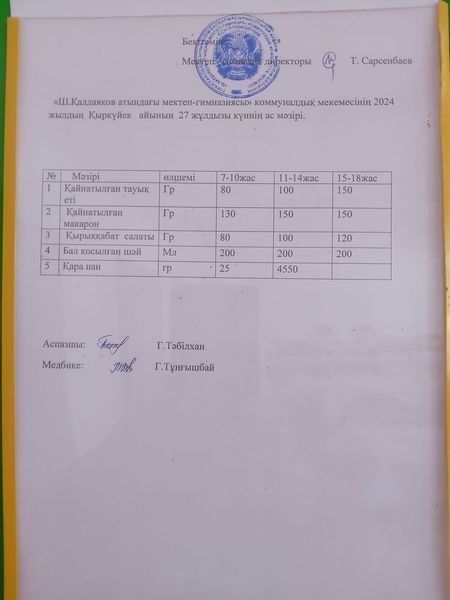 Бекітемін
Мектеп директоры Т. Сарсенбаев
«Ш.Қалдаяқов атындағы мектеп-гимназиясы» коммуналдық мекемесінің 2024
жылдың Қыркүйек айының 27 жұлдызы күннің ас мәзірі.
№ Мәзірі өлшемі 7-10жас 11-14жас 15-18жас
1 Қайнатылған тауық еті Гр 80 100 150
2 Қайнатылған макарон Гр 130 150 150
3 Қырыққабат салаты Гр 80 100 120
4 Бал қосылған шәй Мл 200 200 200
5 Қара нан гр 25 4550
Аспазшы: Г.Тәбілхан
Медбике: Г.Тұңғышбай